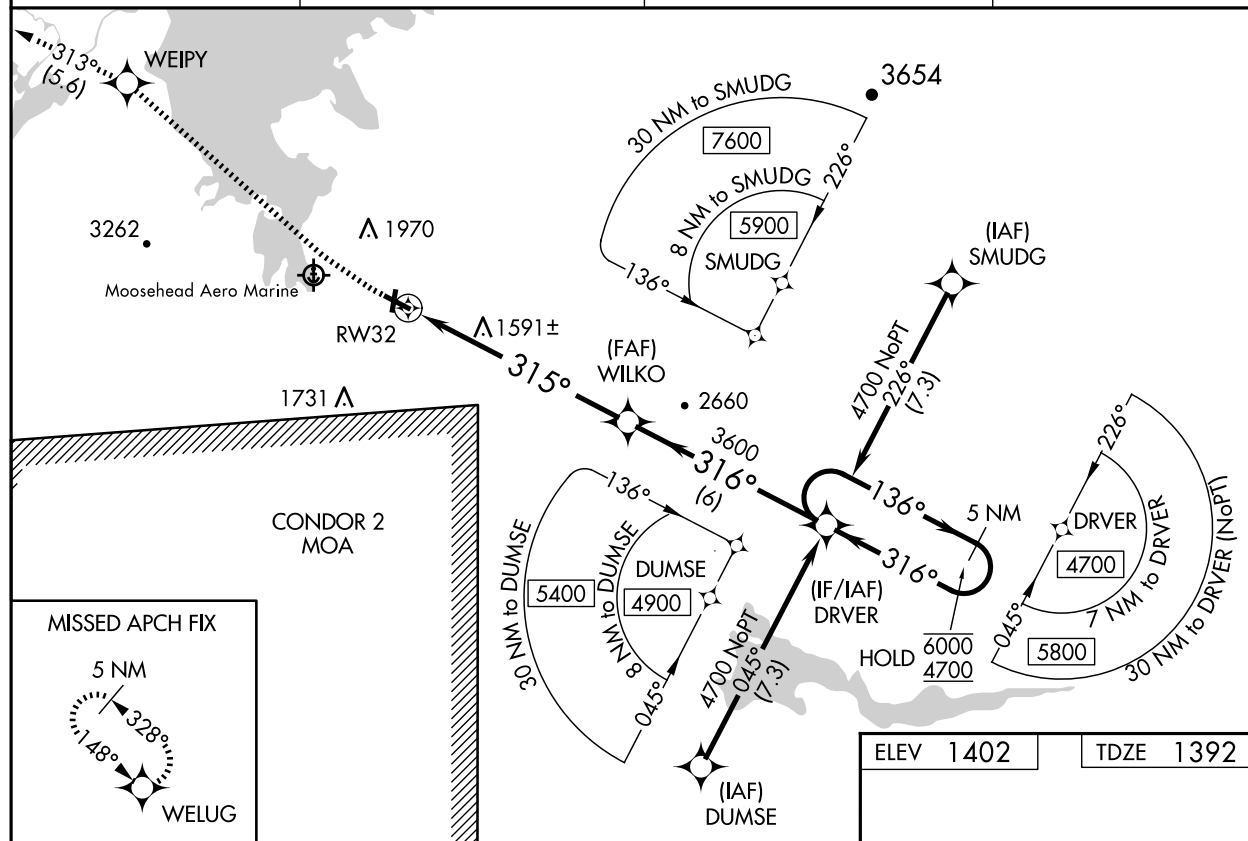 313°
(5.6)
WEIPY
3262
1970
Moosehead Aero Marine
RW32
1591±
315°
1731
(FAF)
WILKO
2660
3600
316°
(6)
30 NM to SMUDG
7600
8 NM to SMUDG
5900
SMUDG
226°
136°
3654
(IAF)
SMUDG
4700 NoPT
226°
(7.3)
136°
5 NM
316°
(IF/IAF)
DRVER
HOLD
6000
4700
226°
DRVER
4700
7 NM to DRVER
045°
5800
30 NM to DRVER (NoPT)
30 NM to DUMSE
5400
8 NM to DUMSE
136°
DUMSE
4900
045°
4700 NoPT
045°
(7.3)
(IAF)
DUMSE
CONDOR 2
MOA
MISSED APCH FIX
5 NM
328°
148°
WELUG
ELEV 1402
TDZE 1392